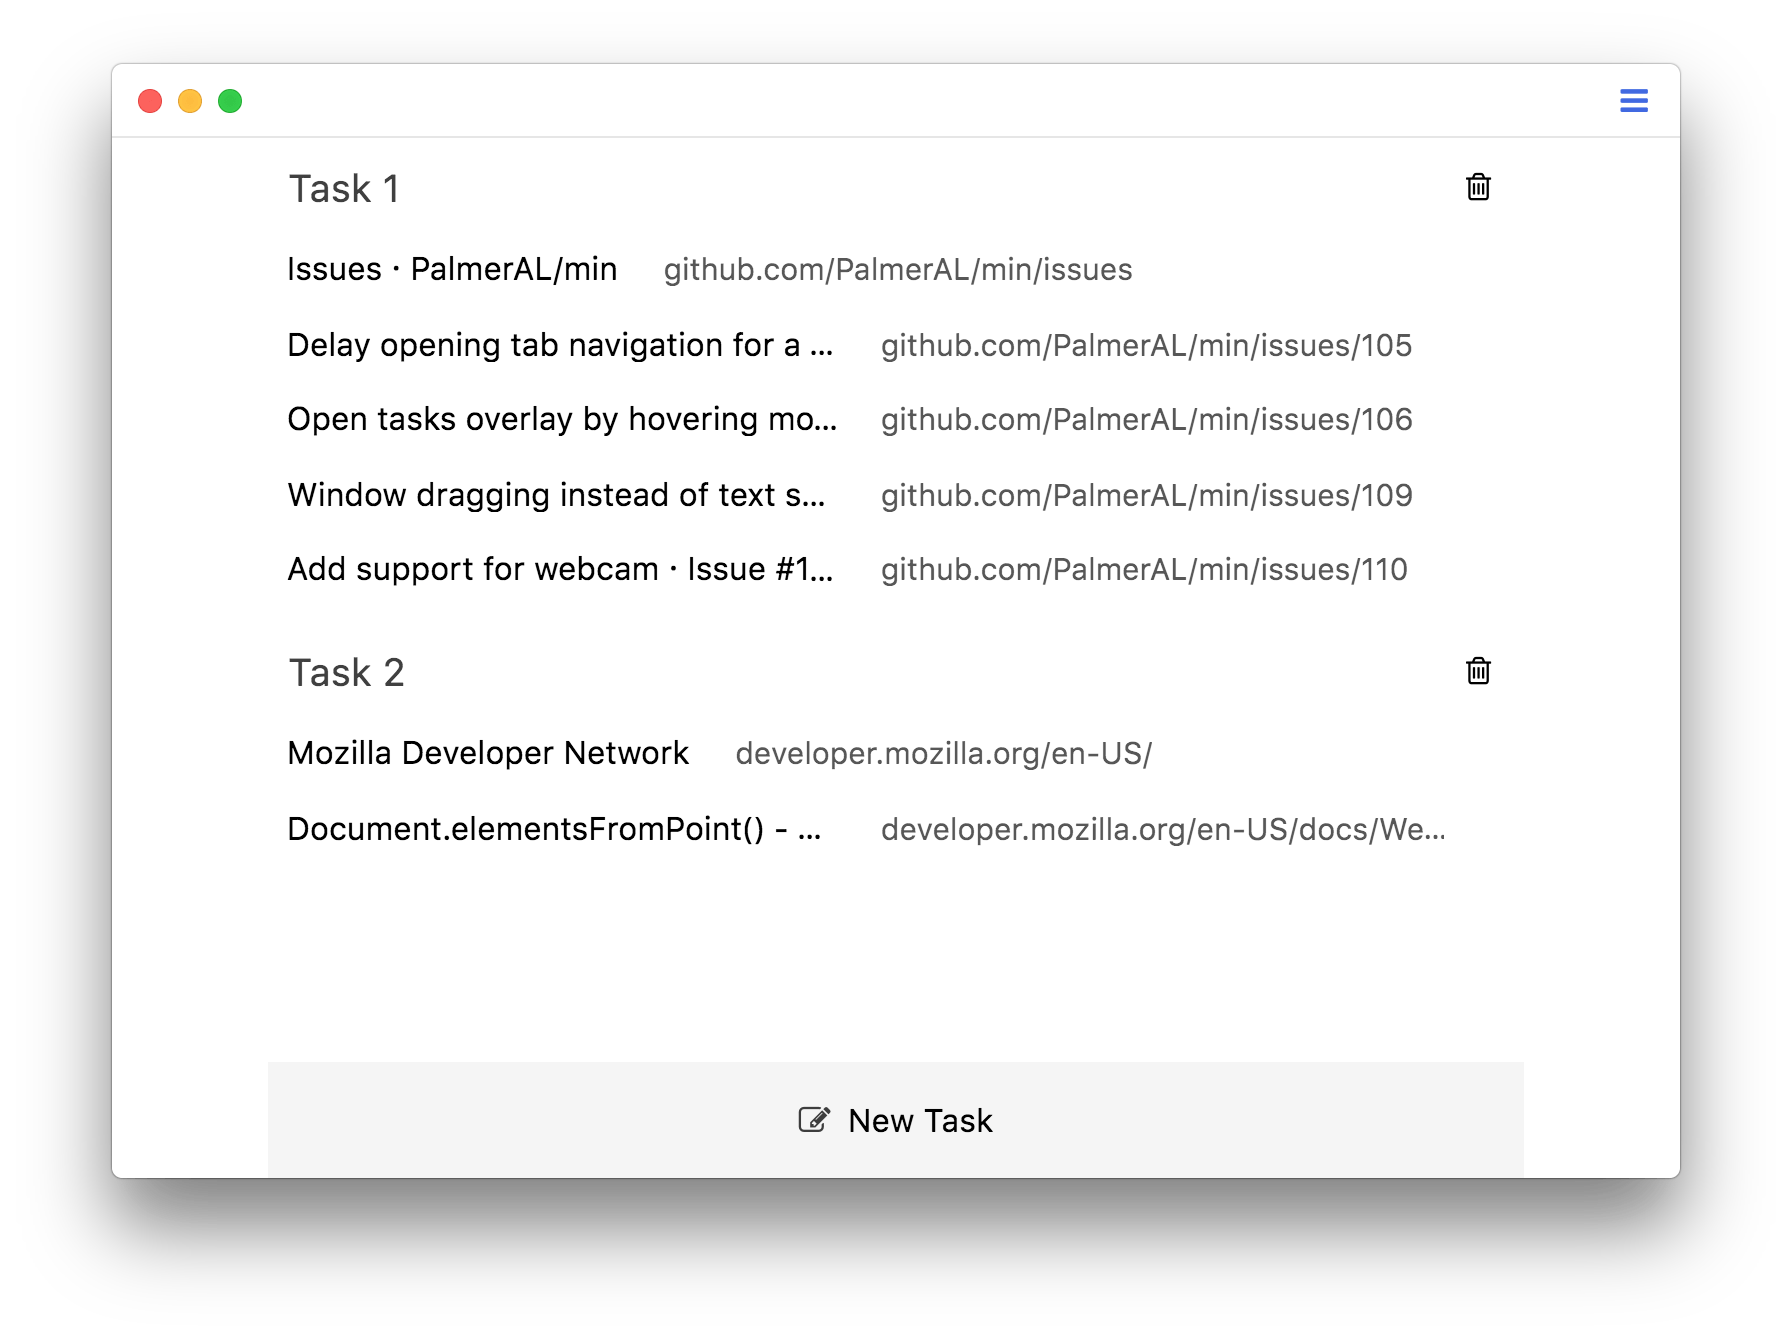 Task 1
Issues · PalmerAL/min github.com/PalmerAL/min/issues
Delay opening tab navigation for a ... github.com/PalmerAL/min/issues/105
Open tasks overlay by hovering mo... github.com/PalmerAL/min/issues/106
Window dragging instead of text s... github.com/PalmerAL/min/issues/109
Add support for webcam · Issue #1... github.com/PalmerAL/min/issues/110
Task 2
Mozilla Developer Network developer.mozilla.org/en-US/
Document.elementsFromPoint() - ... developer.mozilla.org/en-US/docs/We...
New Task